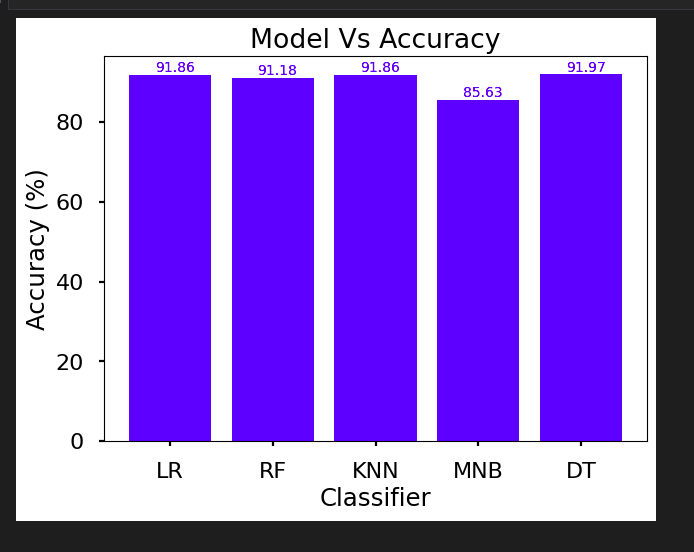 Model Vs Accuracy
91.86
91.18
91.86
85.63
91.97
Accuracy (%)
80
60
40
20
0
LR RF KNN MNB DT
Classifier